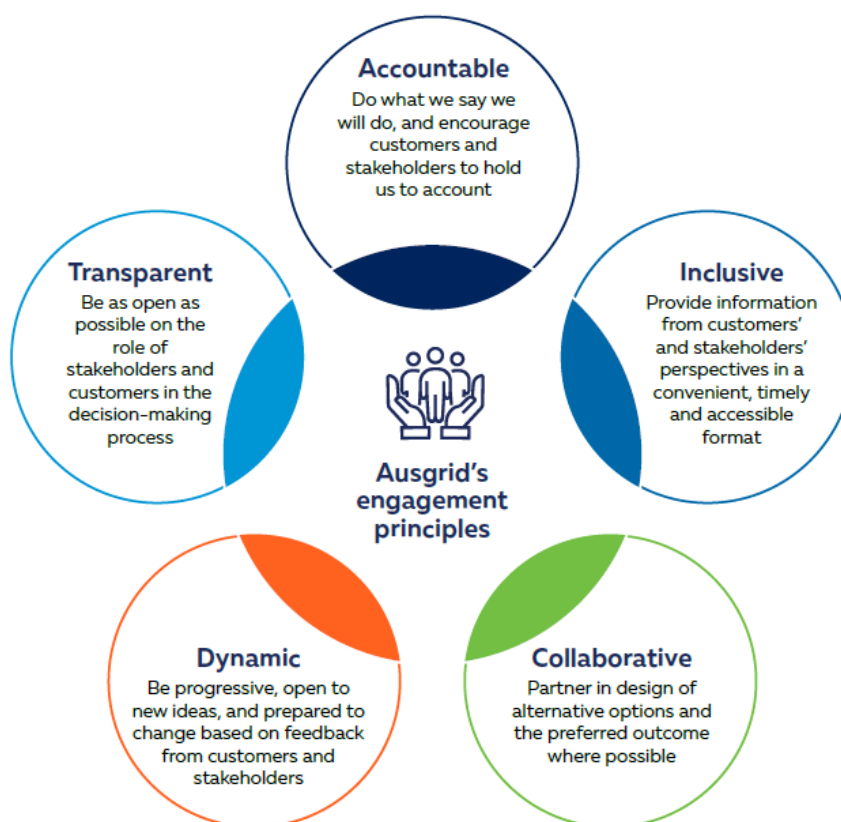 Accountable
Do what we say we
will do, and encourage
customers and
stakeholders to hold
us to account
Transparent
Be as open as
possible on the
role of
stakeholders and
customers in the
decision-making
process
Inclusive
Provide information
from customers'
and stakeholders'
perspectives in a
convenient, timely
and accessible
format
Ausgrid's
engagement
principles
Dynamic
Be progressive, open to
new ideas, and prepared to
change based on feedback
from customers and
stakeholders
Collaborative
Partner in design of
alternative options and
the preferred outcome
where possible